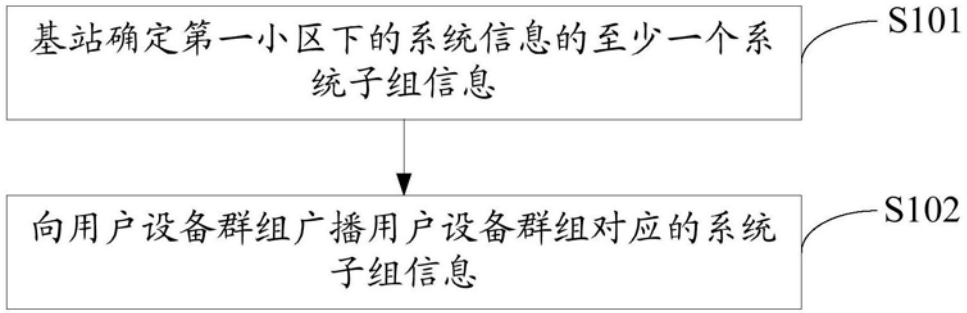 基站确定第一小区下的系统信息的至少一个系
统子组信息
S101
向用户设备群组广播用户设备群组对应的系统
子组信息
S102